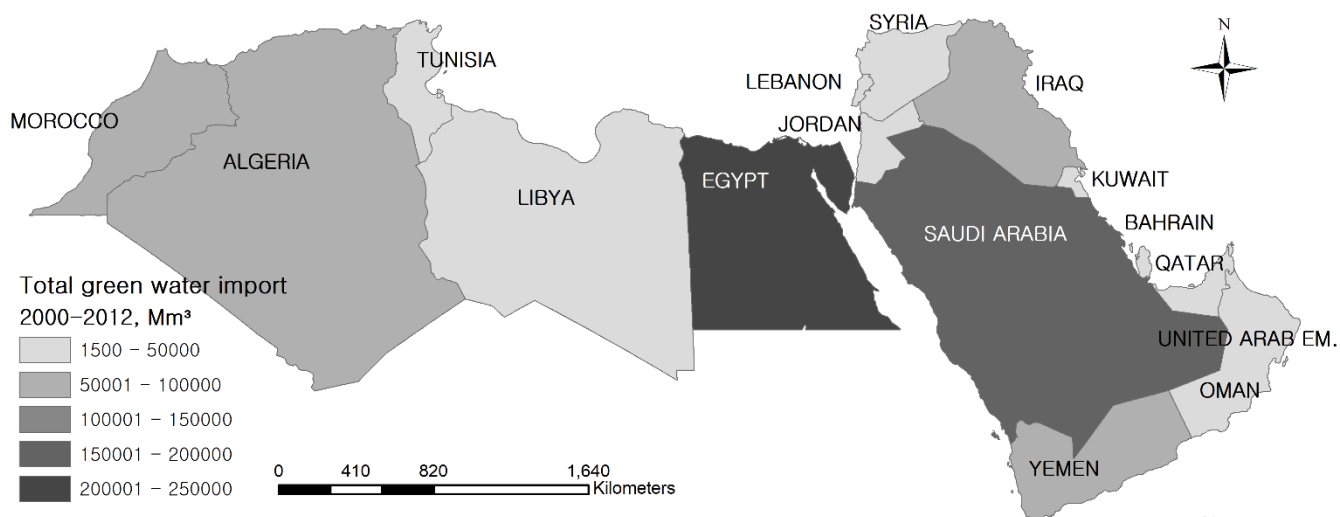 SYRIA
N
TUNISIA
LEBANON
IRAQ
MOROCCO
JORDAN
ALGERIA
EGYPT
KUWAIT
LIBYA
BAHRAIN
SAUDI ARABIA
QATAR
Total green water import
2000-2012, Mm³
1500 - 50000
50001 - 100000
100001 - 150000
150001 - 200000
200001 - 250000
UNITED ARAB EM.
OMAN
YEMEN
0 410 820 1,640
Kilometers